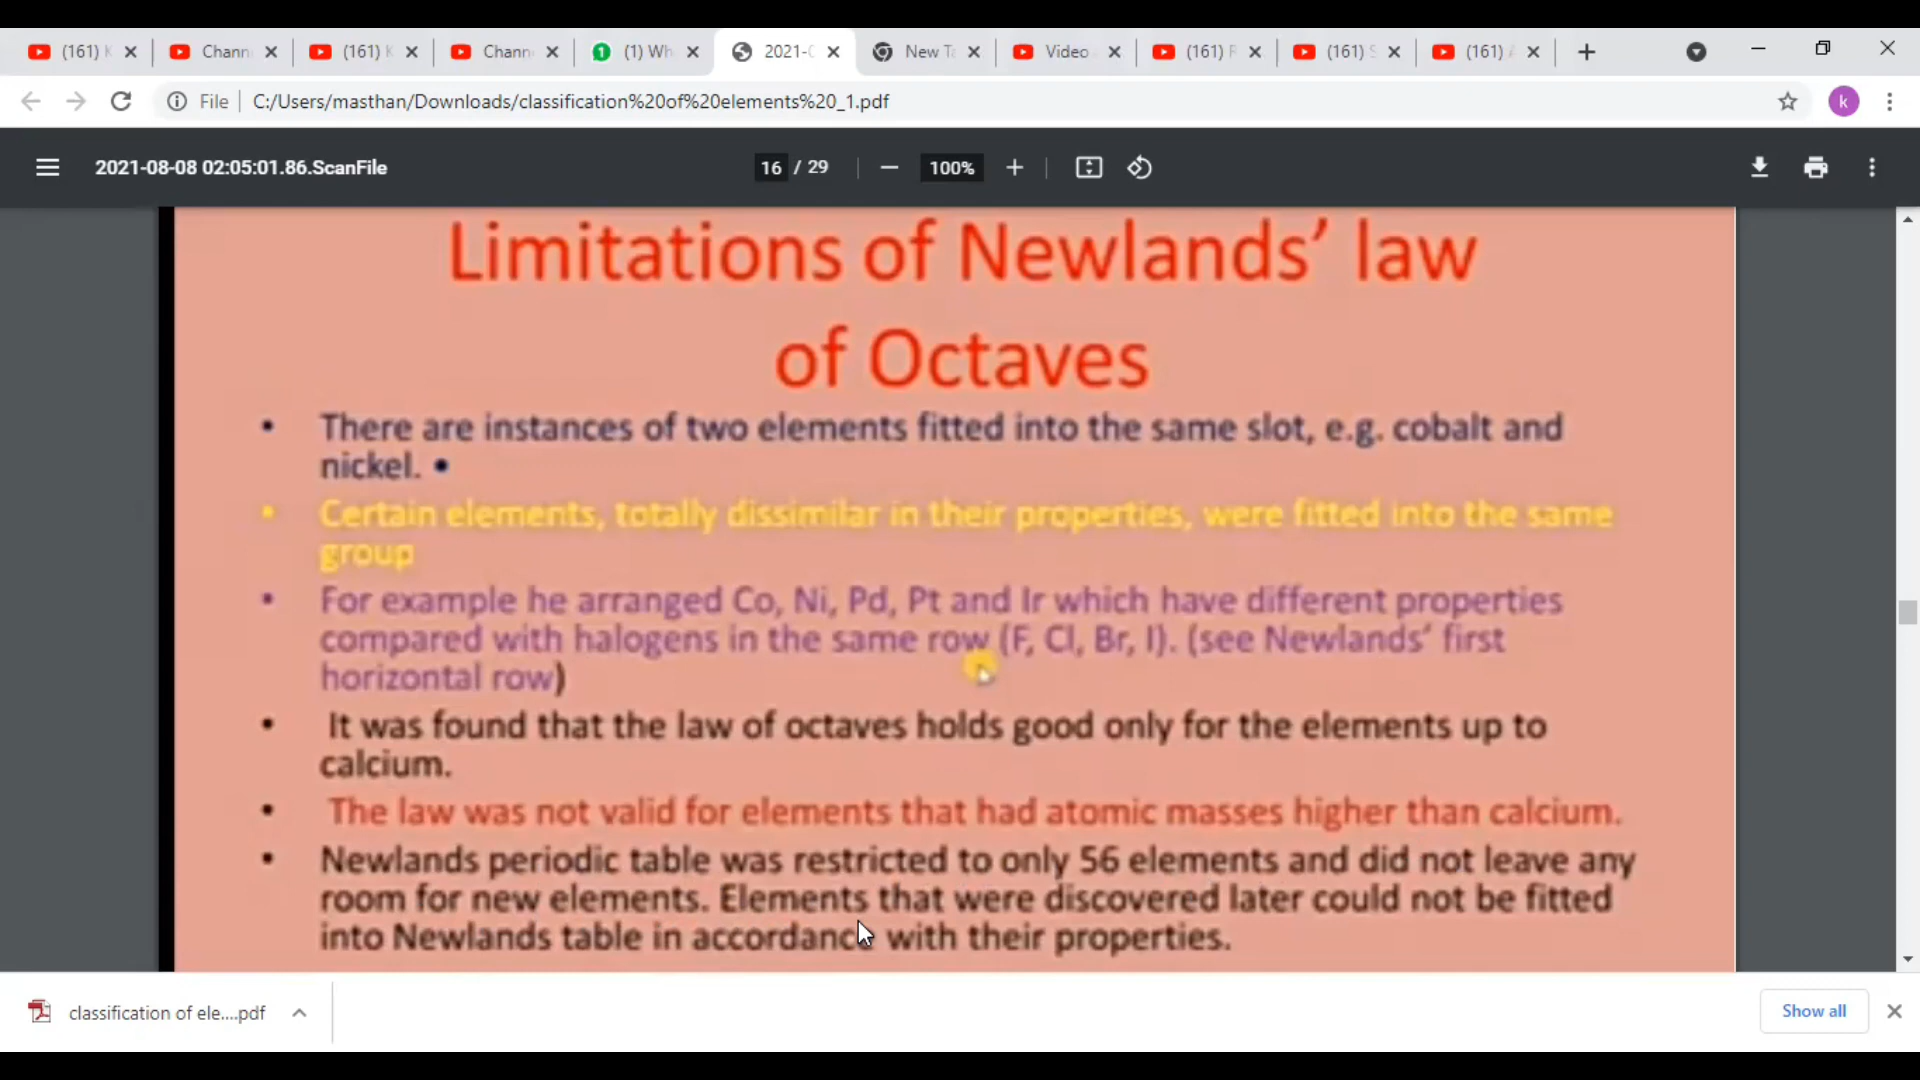 (161) K
Chann
(161) K
Chann
(1) Wh
2021-0
New Ta
Video
(161) F
(161) S
(161)
File
C:/Users/masthan/Downloads/classification%20of%20elements%20_1.pdf
k
2021-08-08 02:05:01.86.ScanFile
16 / 29
100%
Limitations of Newlands’ law
of Octaves
• There are instances of two elements fitted into the same slot, e.g. cobalt and
nickel. •
• Certain elements, totally dissimilar in their properties, were fitted into the same
group
• For example he arranged Co, Ni, Pd, Pt and Ir which have different properties
compared with halogens in the same row (F, Cl, Br, I). (see Newlands’ first
horizontal row)
• It was found that the law of octaves holds good only for the elements up to
calcium.
• The law was not valid for elements that had atomic masses higher than calcium.
• Newlands periodic table was restricted to only 56 elements and did not leave any
room for new elements. Elements that were discovered later could not be fitted
into Newlands table in accordance with their properties.
classification of ele....pdf
Show all